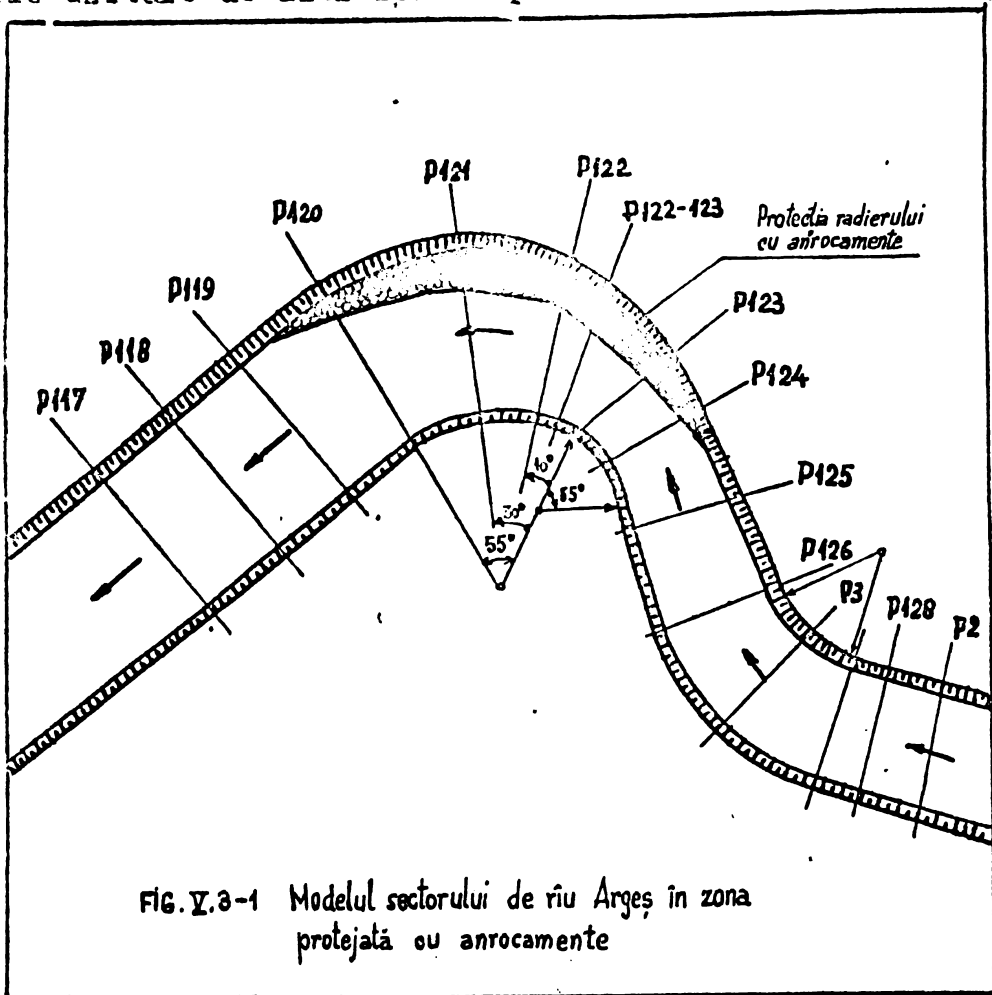 P121
P122
P120
P122-123
Protecția radierului
cu anrocamente
P119
P123
P118
P124
P117
P125
10°
55°
30°
55°
P126
P3
P128
P2
FIG. V.3-1 Modelul sectorului de rîu Argeș în zona
protejată cu anrocamente